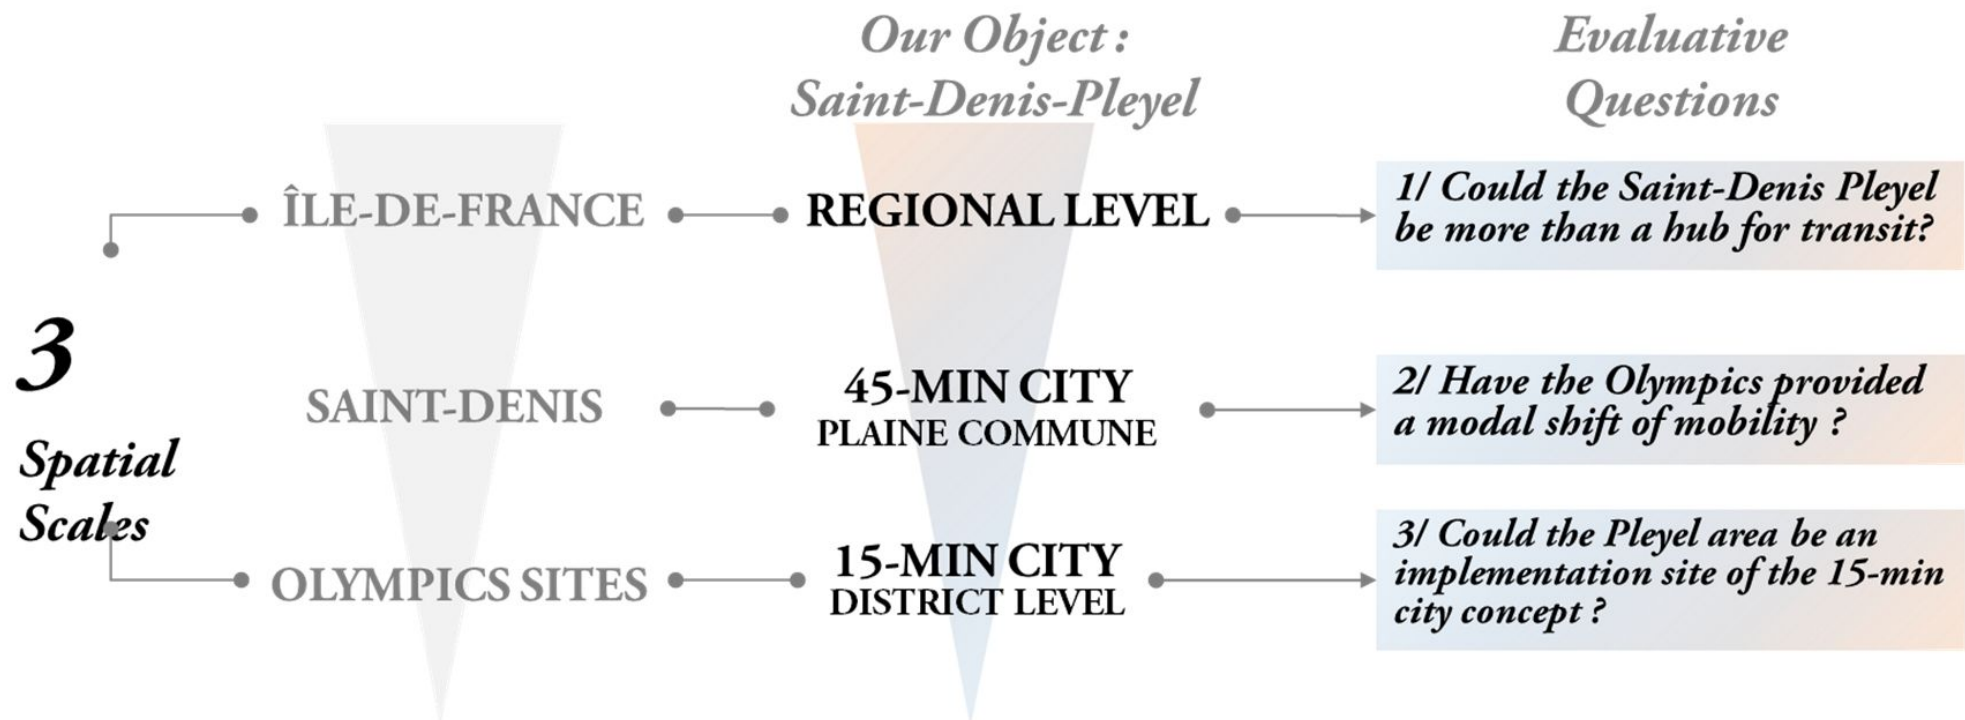 Our Object :
Saint-Denis-Pleyel
Evaluative
Questions
3
Spatial
Scales
ÎLE-DE-FRANCE
REGIONAL LEVEL
1/ Could the Saint-Denis Pleyel
be more than a hub for transit?
SAINT-DENIS
45-MIN CITY
PLAINE COMMUNE
2/ Have the Olympics provided
a modal shift of mobility ?
OLYMPICS SITES
15-MIN CITY
DISTRICT LEVEL
3/ Could the Pleyel area be an
implementation site of the 15-min
city concept ?